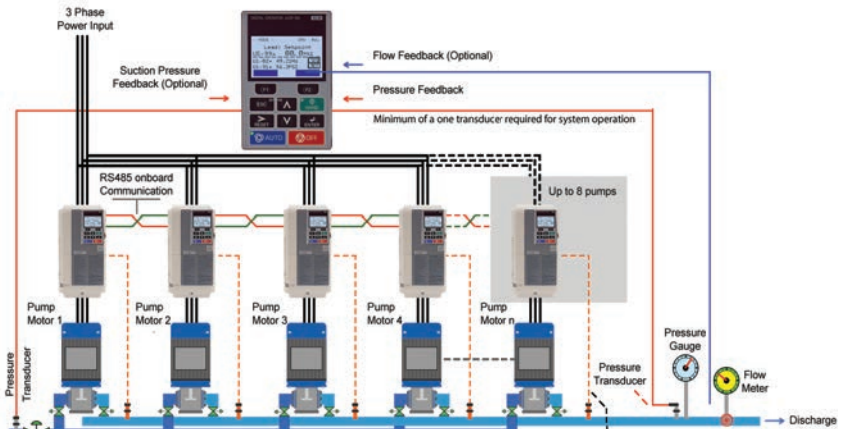 3 Phase
Power Input
Suction Pressure
Feedback (Optional)
Flow Feedback (Optional)
Pressure Feedback
Minimum of a one transducer required for system operation
AUTO
OFF
RS485 onboard
Communication
Up to 8 pumps
Pump
Motor 1
Pump
Motor 2
Pump
Motor 3
Pump
Motor 4
Pump
Motor n
Pressure
Transducer
Pressure
Transducer
Pressure
Gauge
Flow
Meter
Discharge